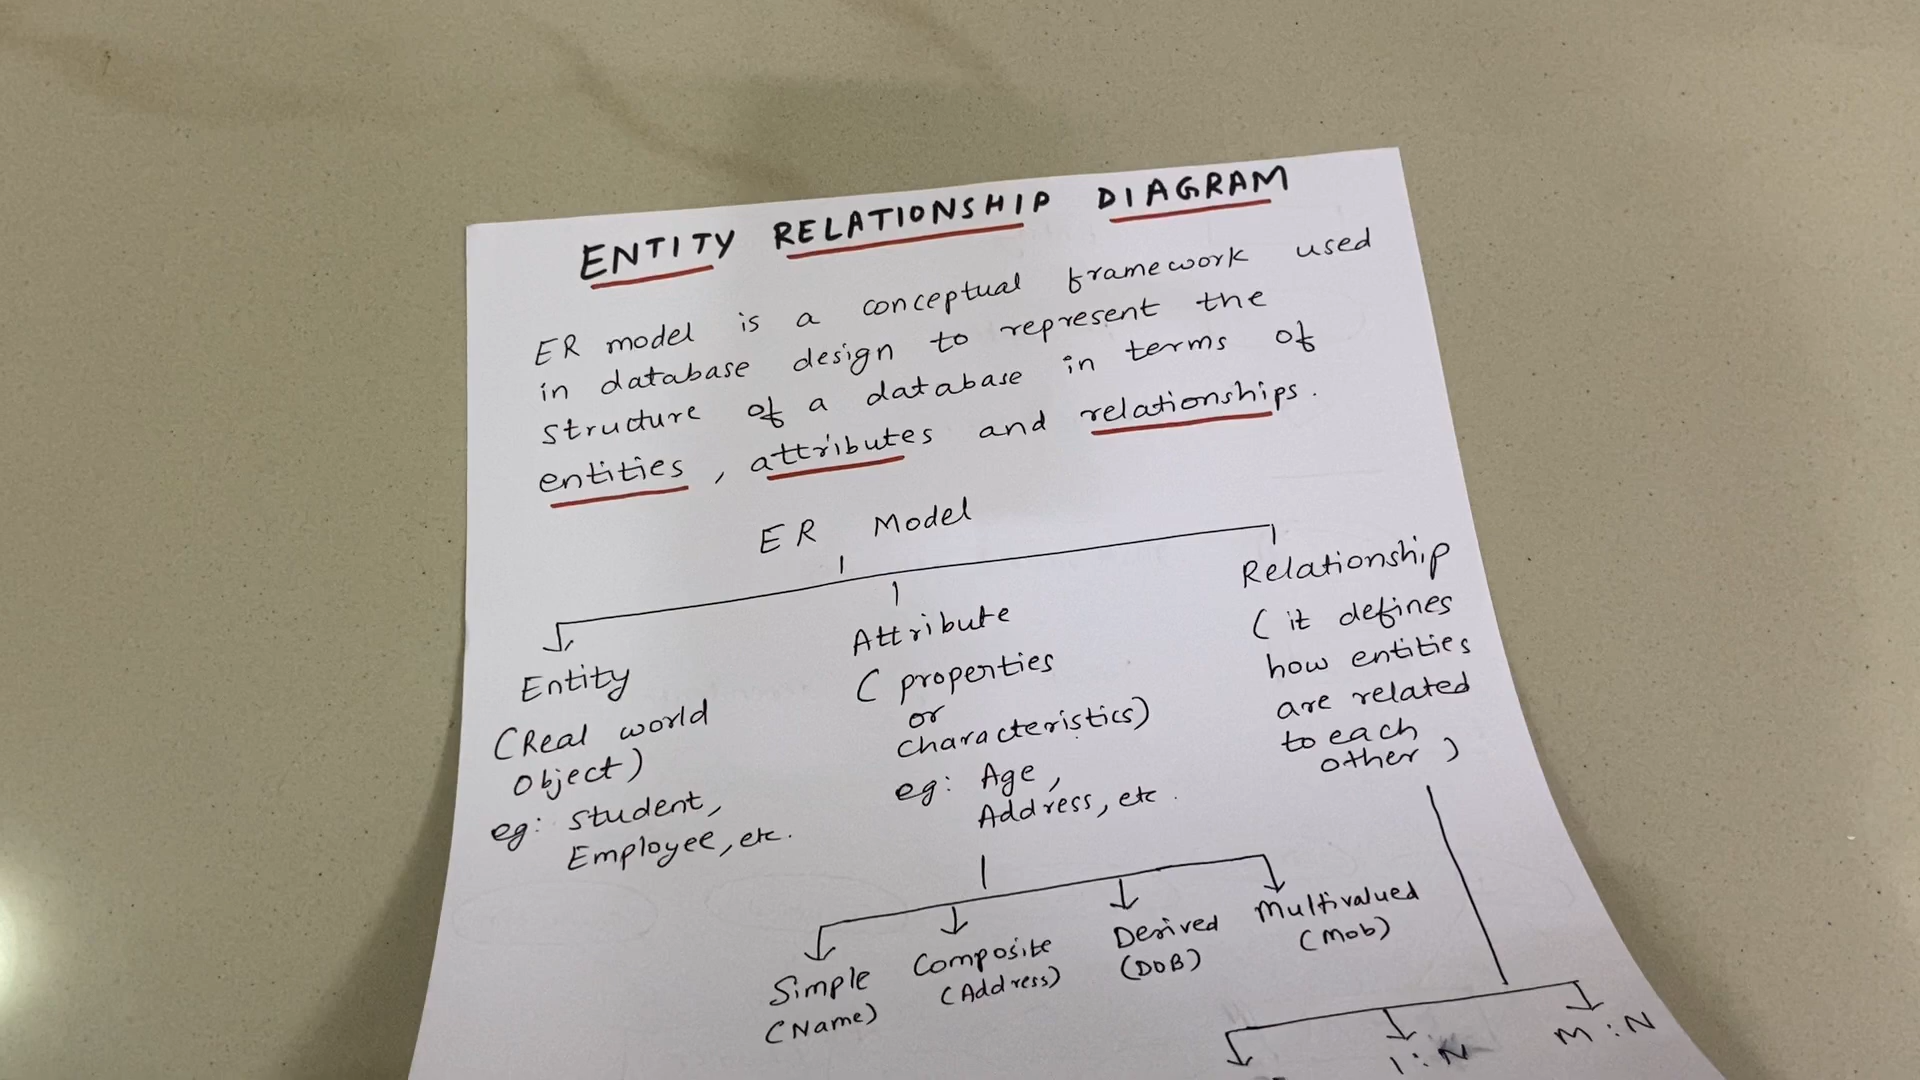 ENTITY RELATIONSHIP DIAGRAM
ER model is a conceptual framework used
in database design to represent the
structure of a database in terms of
entities, attributes and relationships.
ER Model
Entity
(Real world
Object)
eg: Student,
Employee, etc.
Attribute
( properties
or
characteristics)
eg: Age,
Address, etc.
Relationship
( it defines
how entities
are related
to each
other )
Simple
(Name)
Composite
(Address)
Derived
(DOB)
Multivalued
(Mob)
1:N
M:N